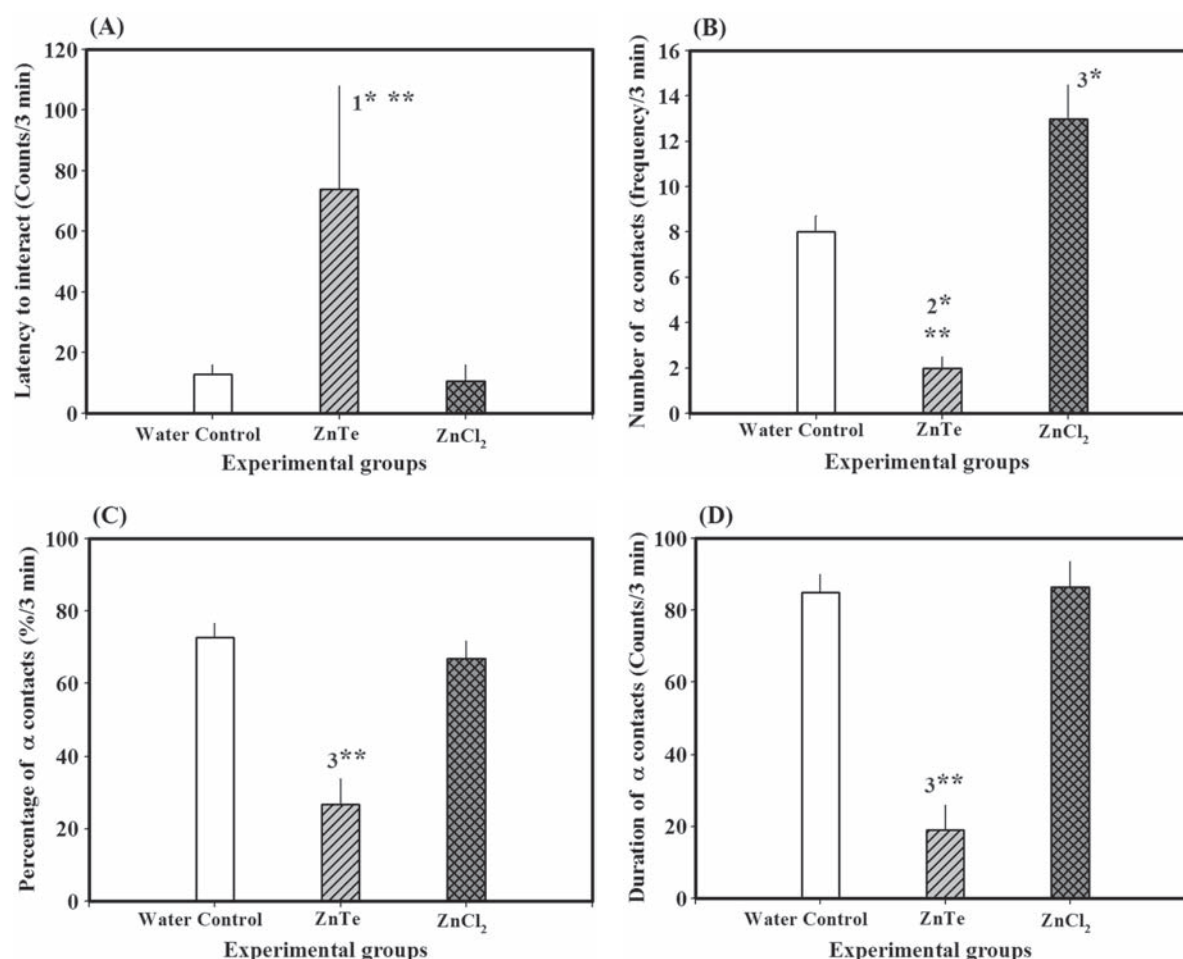 (A)
Latency to interact (Counts/3 min)
120
100
80
60
40
20
0
1* **
Water Control ZnTe ZnCl₂
Experimental groups
(B)
Number of α contacts (frequency/3 min)
16
14
12
10
8
6
4
2
0
2*
**
3*
Water Control ZnTe ZnCl₂
Experimental groups
(C)
Percentage of α contacts (%/3 min)
100
80
60
40
20
0
3**
Water Control ZnTe ZnCl₂
Experimental groups
(D)
Duration of α contacts (Counts/3 min)
100
80
60
40
20
0
3**
Water Control ZnTe ZnCl₂
Experimental groups